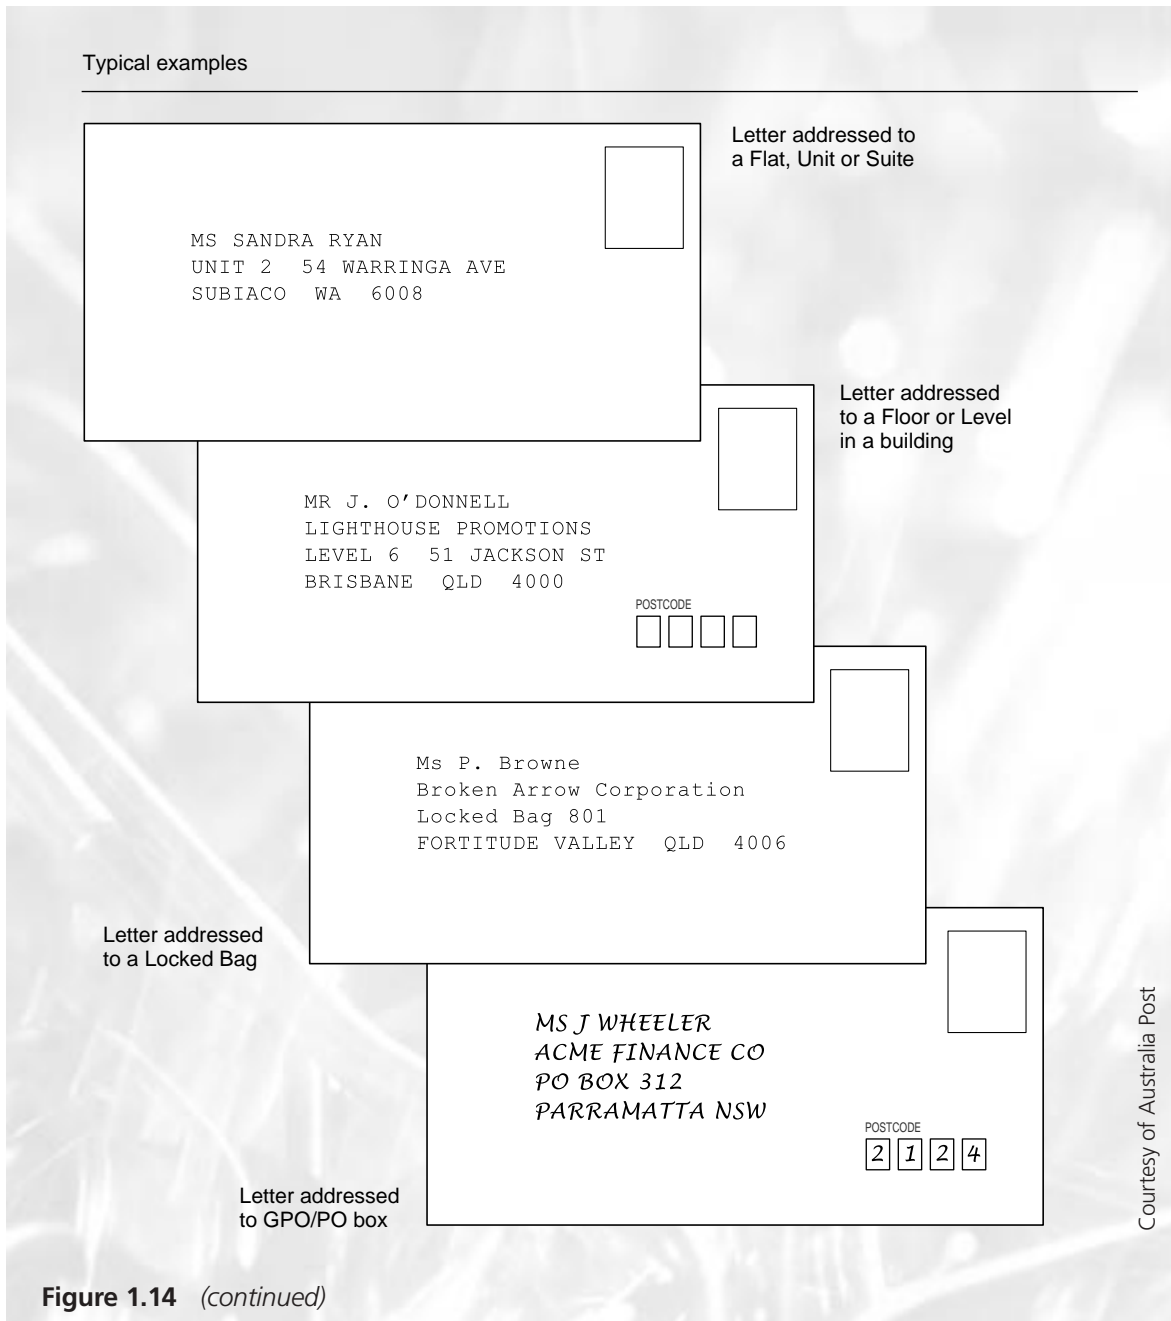 Typical examples
Letter addressed to
a Flat, Unit or Suite
MS SANDRA RYAN
UNIT 2  54 WARRINGA AVE
SUBIACO  WA  6008
Letter addressed
to a Floor or Level
in a building
MR J. O'DONNELL
LIGHTHOUSE PROMOTIONS
LEVEL 6  51 JACKSON ST
BRISBANE  QLD  4000
POSTCODE
Ms P. Browne
Broken Arrow Corporation
Locked Bag 801
FORTITUDE VALLEY  QLD  4006
Letter addressed
to a Locked Bag
MS J WHEELER
ACME FINANCE CO
PO BOX 312
PARRAMATTA NSW
POSTCODE
2 1 2 4
Letter addressed
to GPO/PO box
Courtesy of Australia Post
Figure 1.14 (continued)